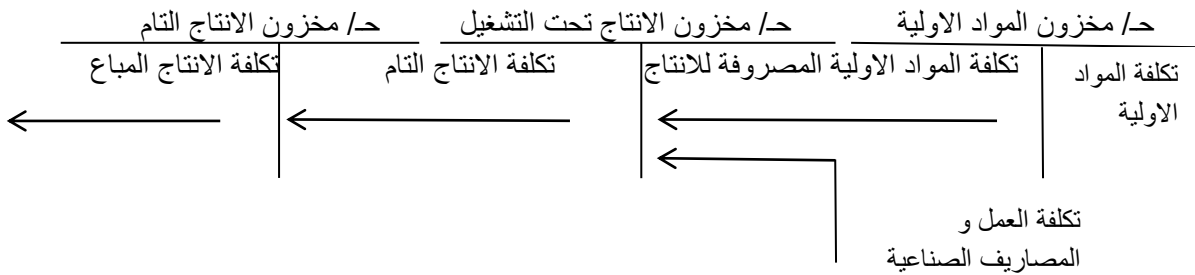 حـ/ مخزون المواد الاولية
حـ/ مخزون الانتاج تحت التشغيل
حـ/ مخزون الانتاج التام
تكلفة المواد
الاولية
تكلفة المواد الاولية المصروفة للانتاج
تكلفة الانتاج التام
تكلفة الانتاج المباع
تكلفة العمل و
المصاريف الصناعية